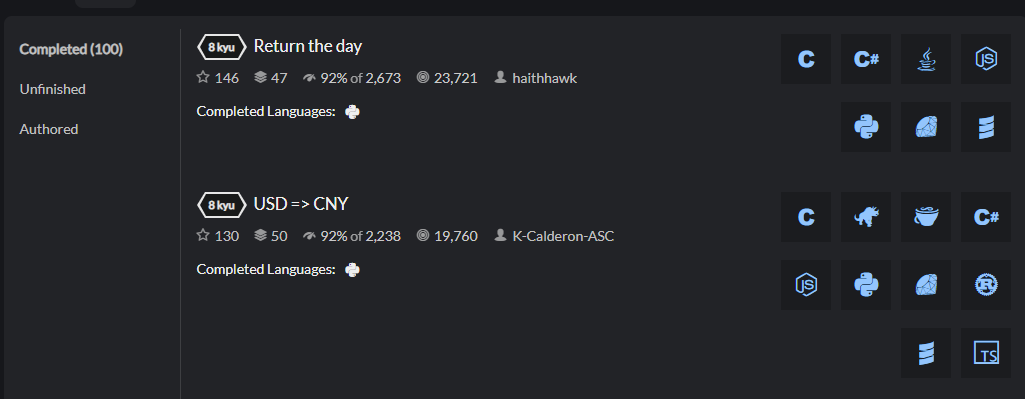 Completed (100)
Unfinished
Authored
8 kyu Return the day
146 47 92% of 2,673 23,721 haithhawk
Completed Languages:
C C# JS
8 kyu USD => CNY
130 50 92% of 2,238 19,760 K-Calderon-ASC
Completed Languages:
C C#
JS R
TS